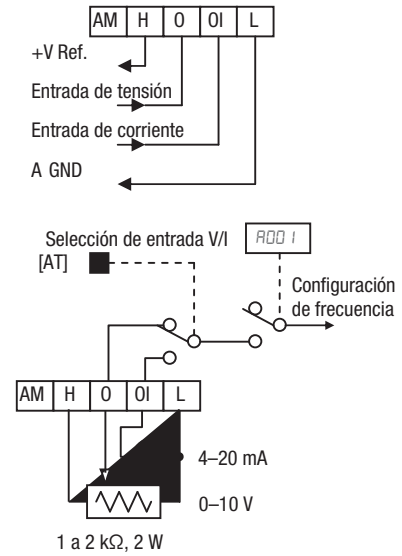 AM H O OI L
+V Ref.
Entrada de tensión
Entrada de corriente
A GND
Selección de entrada V/I
[AT]
A001
Configuración
de frecuencia
AM H O OI L
4–20 mA
0–10 V
1 a 2 kΩ, 2 W